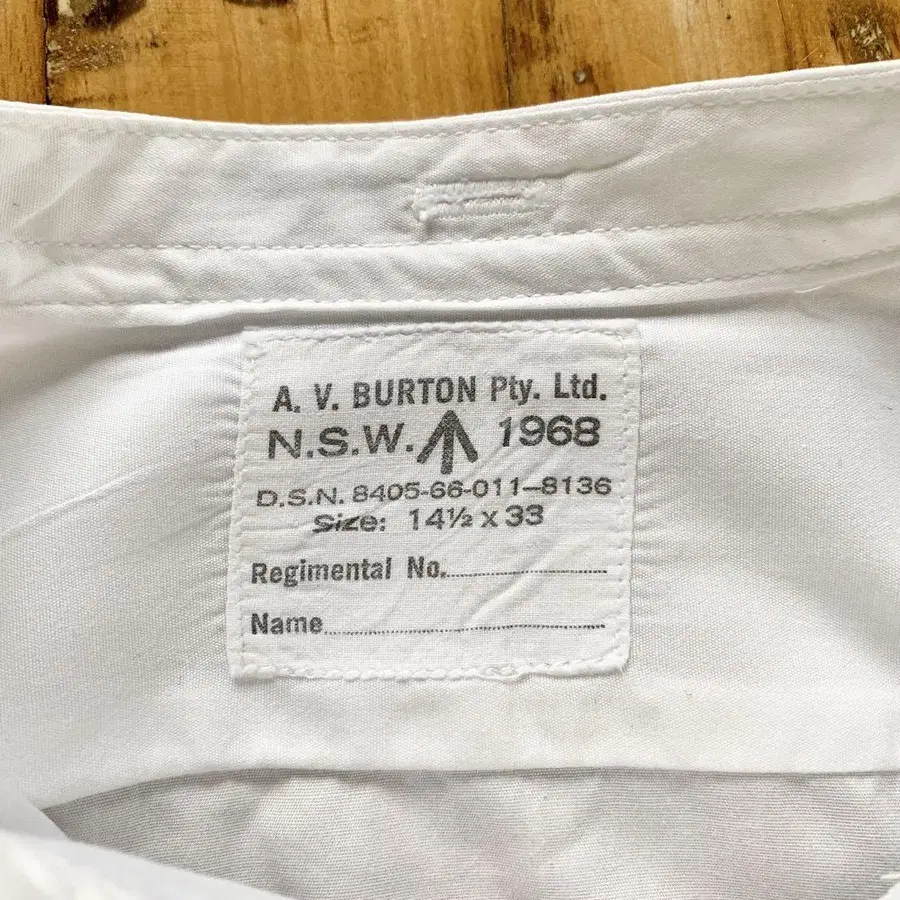 A. V. BURTON Pty. Ltd.
N.S.W. 1968
D.S.N. 8405-66-011-8136
Size: 14½ x 33
Regimental No.
Name